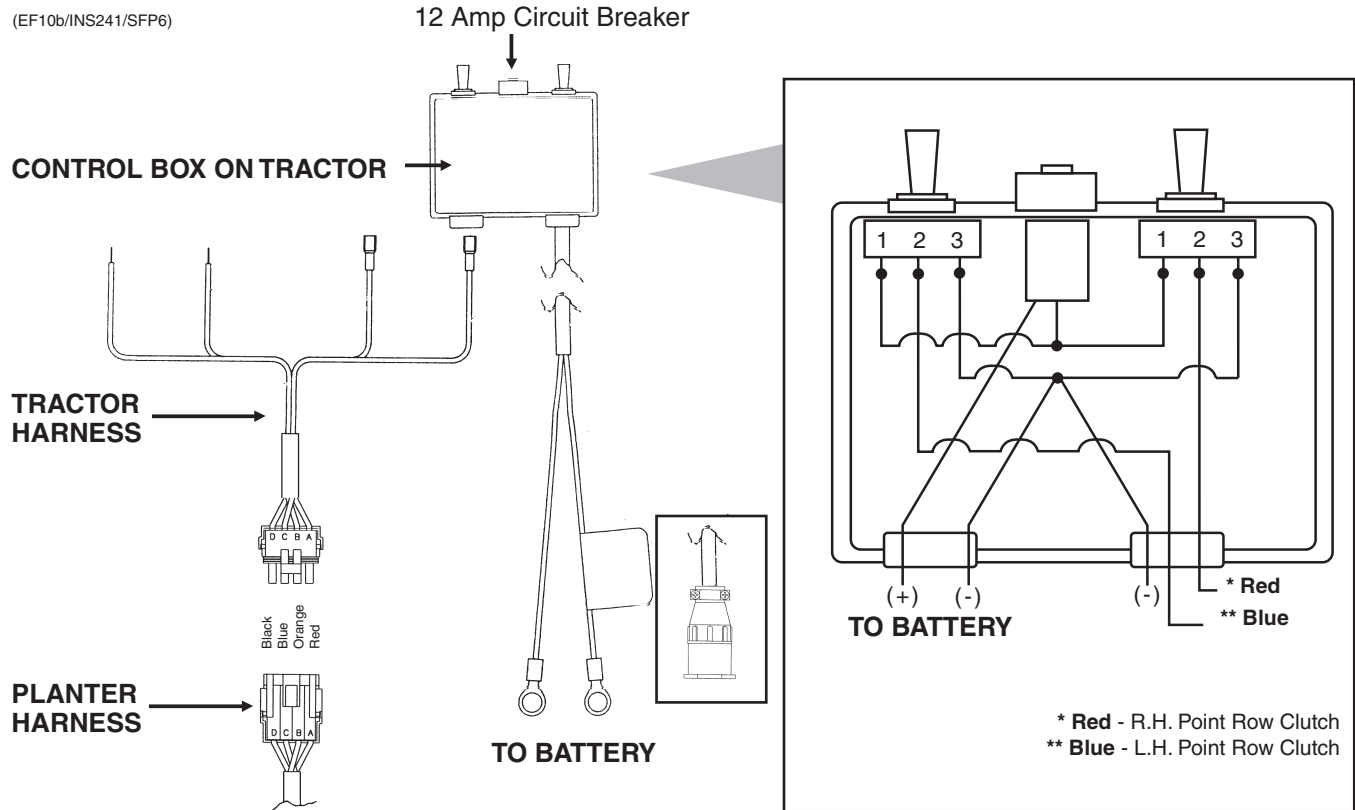 (EF10b/INS241/SFP6)
12 Amp Circuit Breaker
CONTROL BOX ON TRACTOR
TRACTOR
HARNESS
D C B A
Black
Blue
Orange
Red
PLANTER
HARNESS
D C B A
TO BATTERY
1 2 3
1 2 3
(+) (-)
TO BATTERY
(-)
* Red
** Blue
* Red - R.H. Point Row Clutch
** Blue - L.H. Point Row Clutch